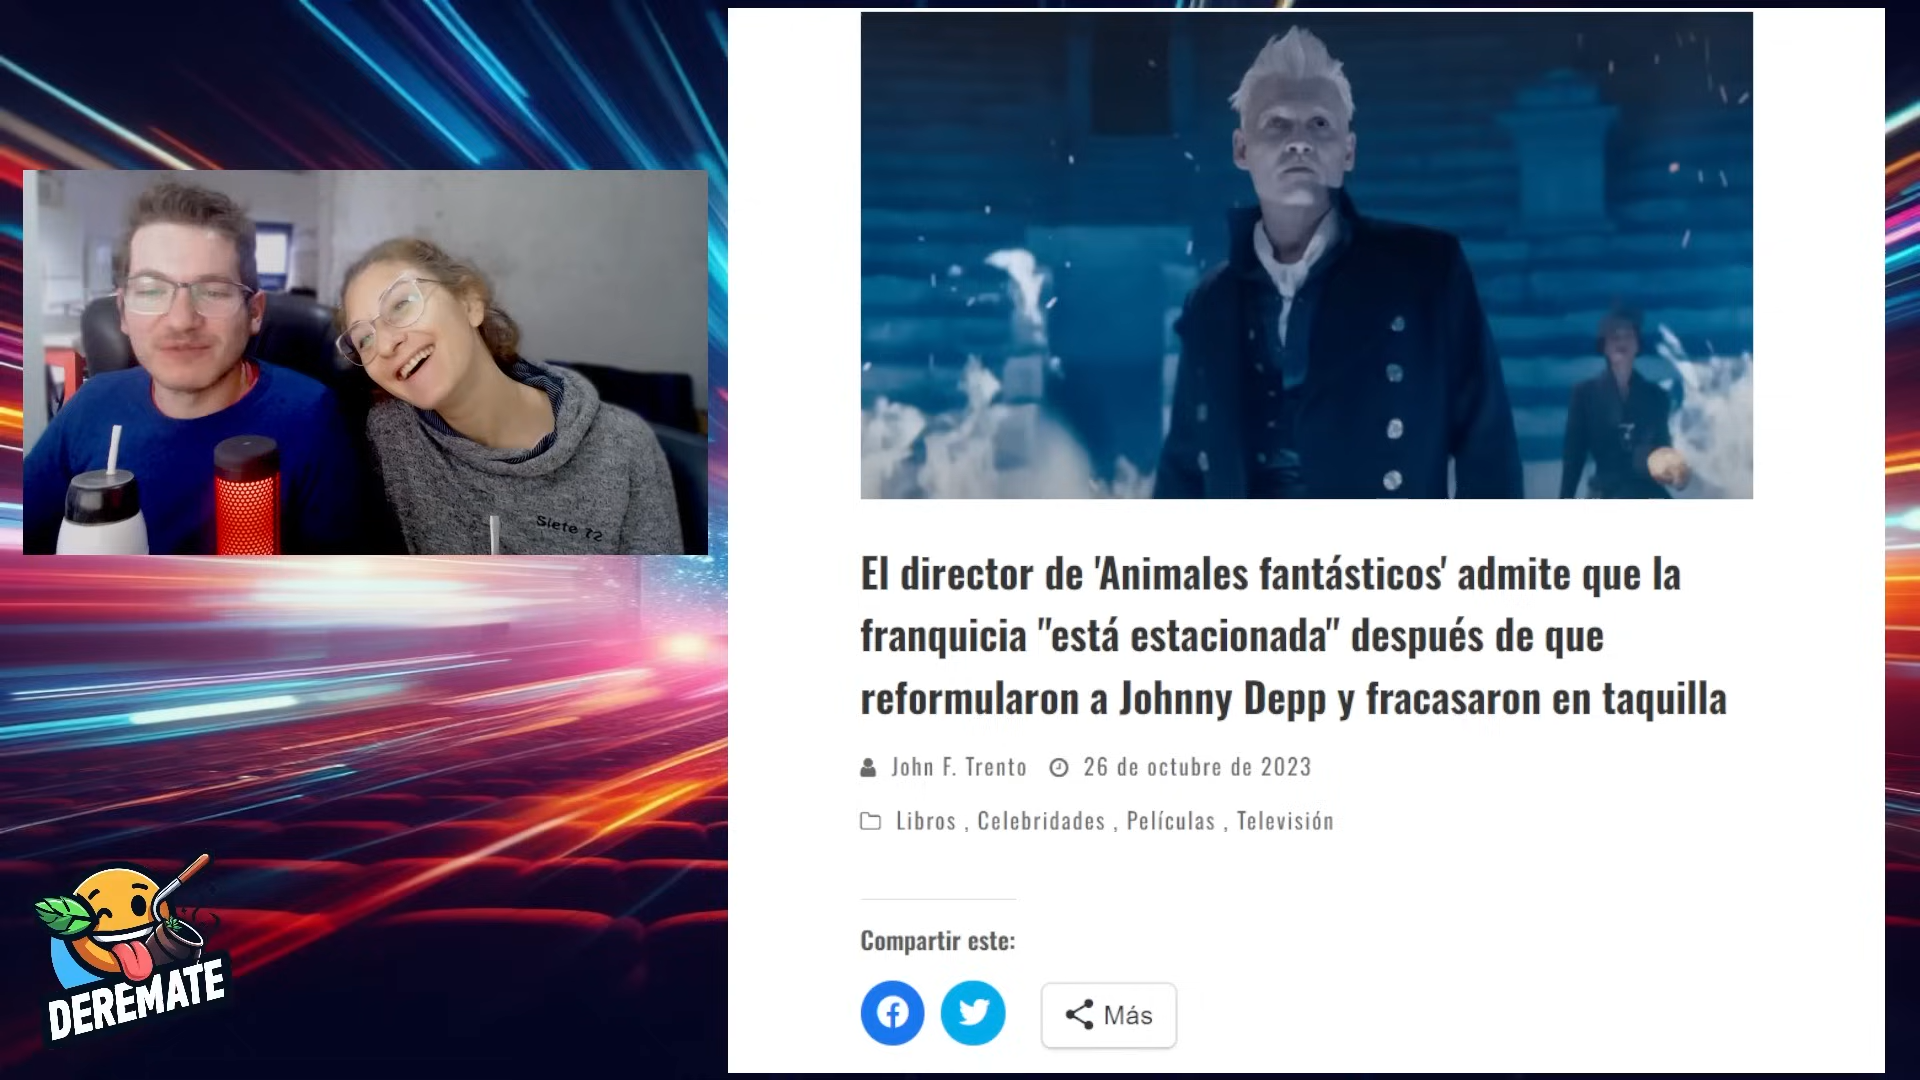 Siete 72
DEREMATE
El director de 'Animales fantásticos' admite que la
franquicia "está estacionada" después de que
reformularon a Johnny Depp y fracasaron en taquilla
John F. Trento 26 de octubre de 2023
Libros , Celebridades , Películas , Televisión
Compartir este:
Más